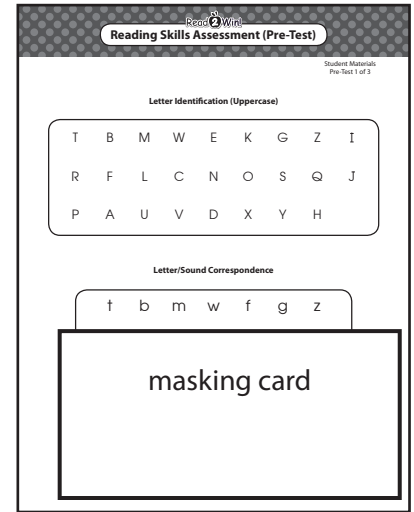 Read 2 Win!
Reading Skills Assessment (Pre-Test)
Student Materials
Pre-Test 1 of 3
Letter Identification (Uppercase)
T B M W E K G Z I
R F L C N O S Q J
P A U V D X Y H
Letter/Sound Correspondence
t b m w f g z
masking card